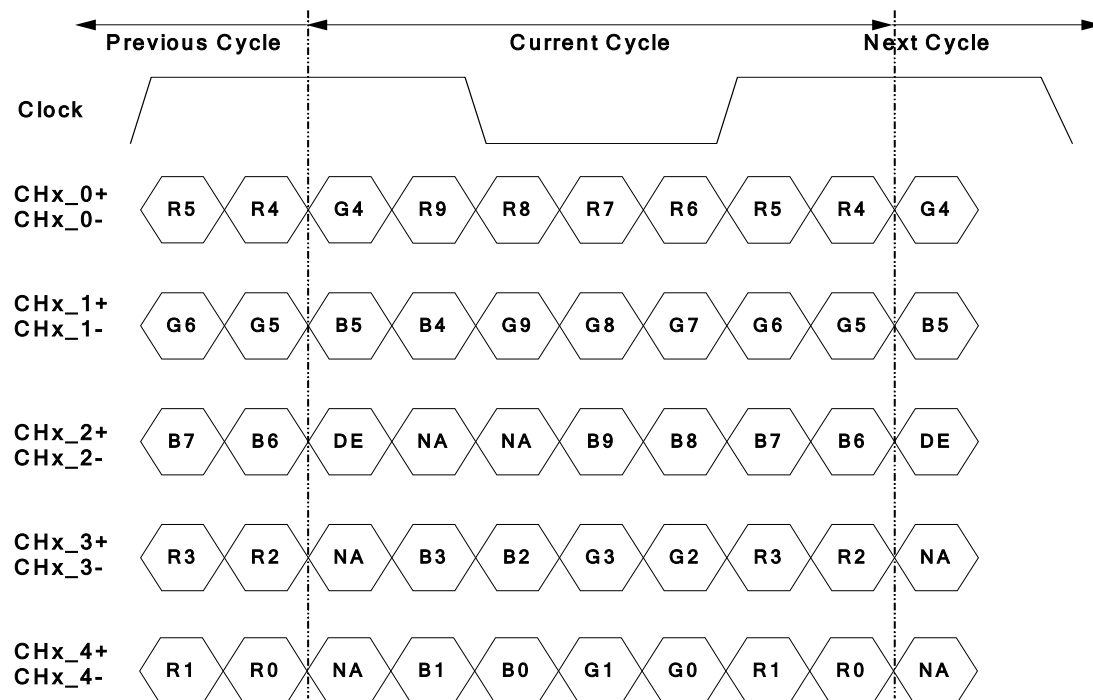 Previous Cycle Current Cycle Next Cycle
Clock
CHx_0+
CHx_0-
R5 R4 G4 R9 R8 R7 R6 R5 R4 G4
CHx_1+
CHx_1-
G6 G5 B5 B4 G9 G8 G7 G6 G5 B5
CHx_2+
CHx_2-
B7 B6 DE NA NA B9 B8 B7 B6 DE
CHx_3+
CHx_3-
R3 R2 NA B3 B2 G3 G2 R3 R2 NA
CHx_4+
CHx_4-
R1 R0 NA B1 B0 G1 G0 R1 R0 NA